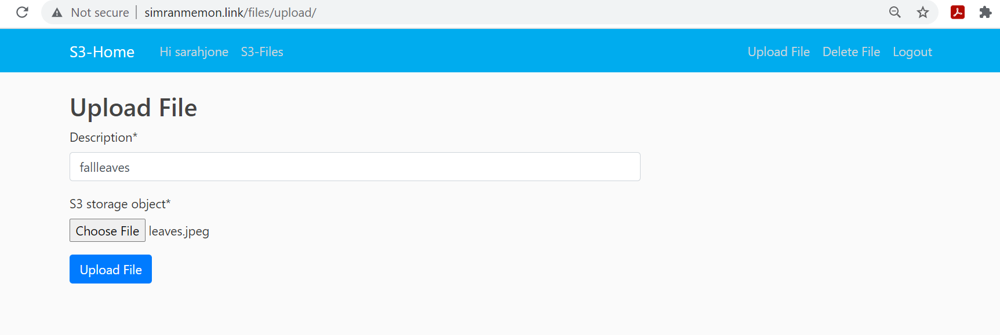 Not secure | simranmemon.link/files/upload/
S3-Home Hi sarahjone S3-Files Upload File Delete File Logout
Upload File
Description*
fallleaves
S3 storage object*
Choose File leaves.jpeg
Upload File